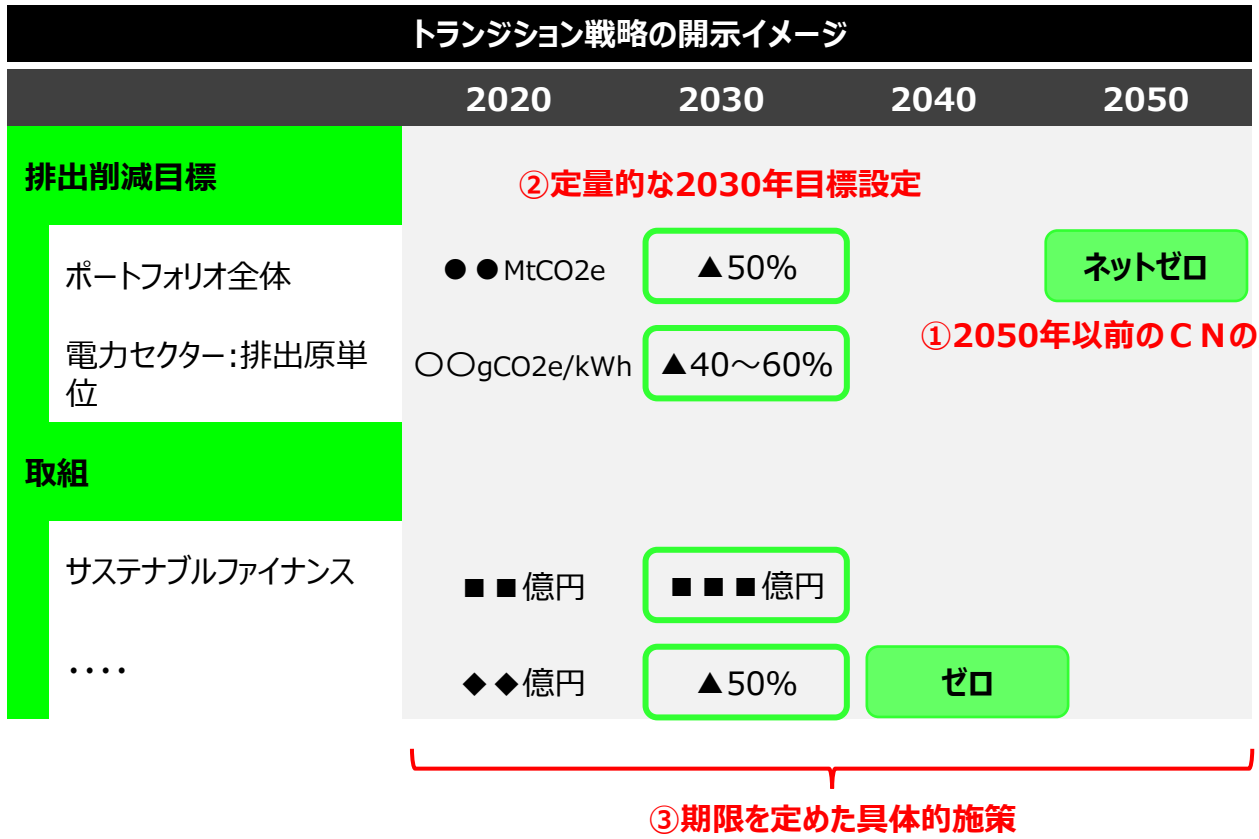 トランジション戦略の開示イメージ
2020 2030 2040 2050
排出削減目標
②定量的な2030年目標設定
ポートフォリオ全体 ●●MtCO2e ▲50% ネットゼロ
①2050年以前のCNの
電力セクター:排出原単
位
○○gCO2e/kWh ▲40~60%
取組
サステナブルファイナンス ■■億円 ■■■億円
・・・・ ◆◆億円 ▲50% ゼロ
③期限を定めた具体的施策